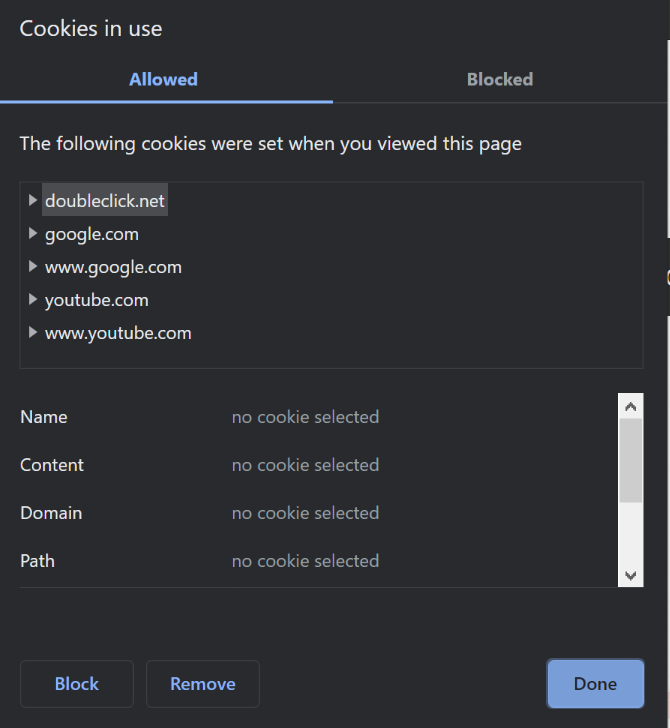 Cookies in use
Allowed Blocked
The following cookies were set when you viewed this page
doubleclick.net
google.com
www.google.com
youtube.com
www.youtube.com
Name no cookie selected
Content no cookie selected
Domain no cookie selected
Path no cookie selected
Block Remove Done